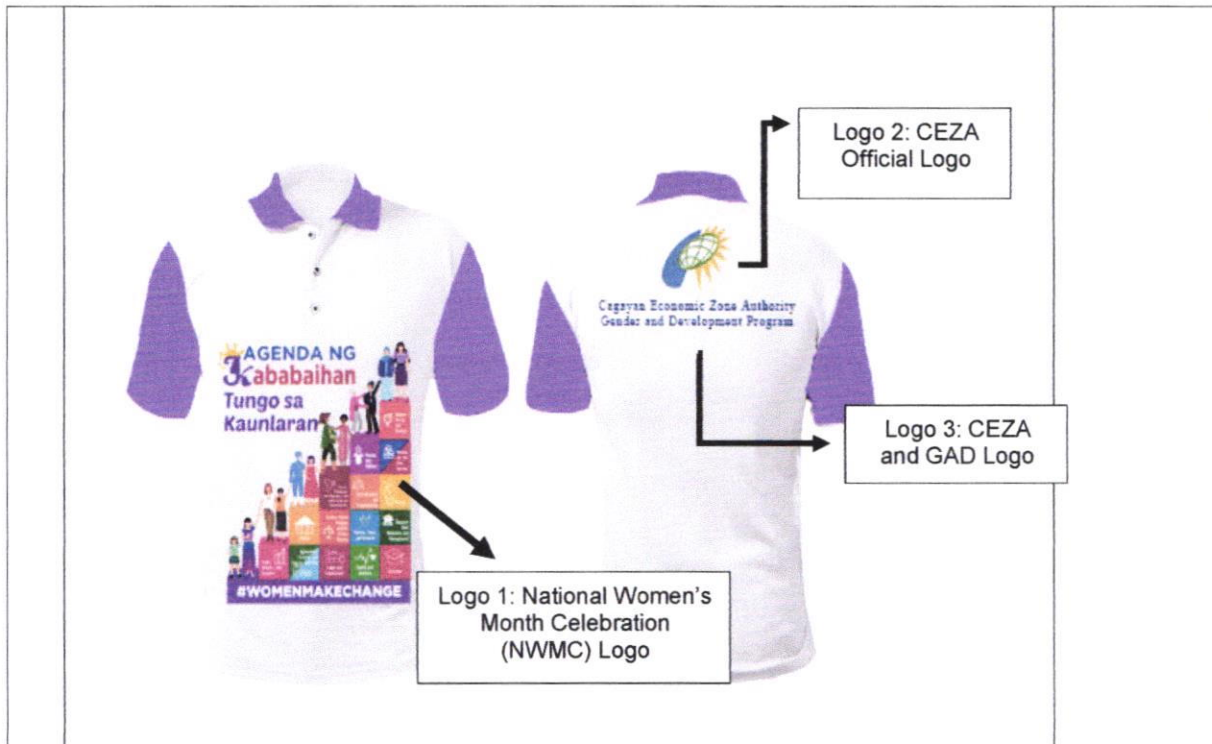 Logo 2: CEZA
Official Logo
Cagayan Economic Zone Authority
Gender and Development Program
AGENDA NG
Kababaihan
Tungo sa
Kaunlaran
Logo 3: CEZA
and GAD Logo
#WOMENMAKECHANGE
Logo 1: National Women's
Month Celebration
(NWMC) Logo